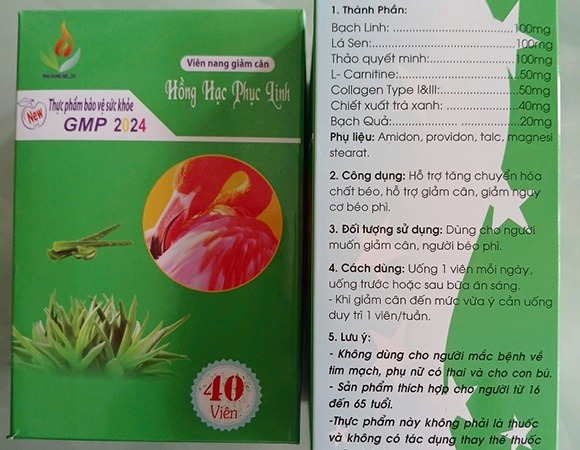 PHU HUNG MC.,TU
Viên nang giảm cân
Hồng Hạc Phục Linh
New
Thực phẩm bảo vệ sức khỏe
GMP 2024
40
Viên
1. Thành Phần:
Bạch Linh: ..............................100mg
Lá Sen:..............................100mg
Thảo quyết minh:..............................100mg
L- Carnitine:..............................50mg
Collagen Type I&III:..............................50mg
Chiết xuất trà xanh:..............................40mg
Bạch Quả:..............................20mg
Phụ liệu: Amidon, providon, talc, magnesi
stearat.
2. Công dụng: Hỗ trợ tăng chuyển hóa
chất béo, hỗ trợ giảm cân, giảm nguy
cơ béo phì.
3. Đối tượng sử dụng: Dùng cho người
muốn giảm cân, người béo phì.
4. Cách dùng: Uống 1 viên mỗi ngày,
uống trước hoặc sau bữa ăn sáng.
- Khi giảm cân đến mức vừa ý cần uống
duy trì 1 viên/tuần.
5. Lưu ý:
- Không dùng cho người mắc bệnh về
tim mạch, phụ nữ có thai và cho con bú.
- Sản phẩm thích hợp cho người từ 16
đến 65 tuổi.
-Thực phẩm này không phải là thuốc
và không có tác dụng thay thế thuốc